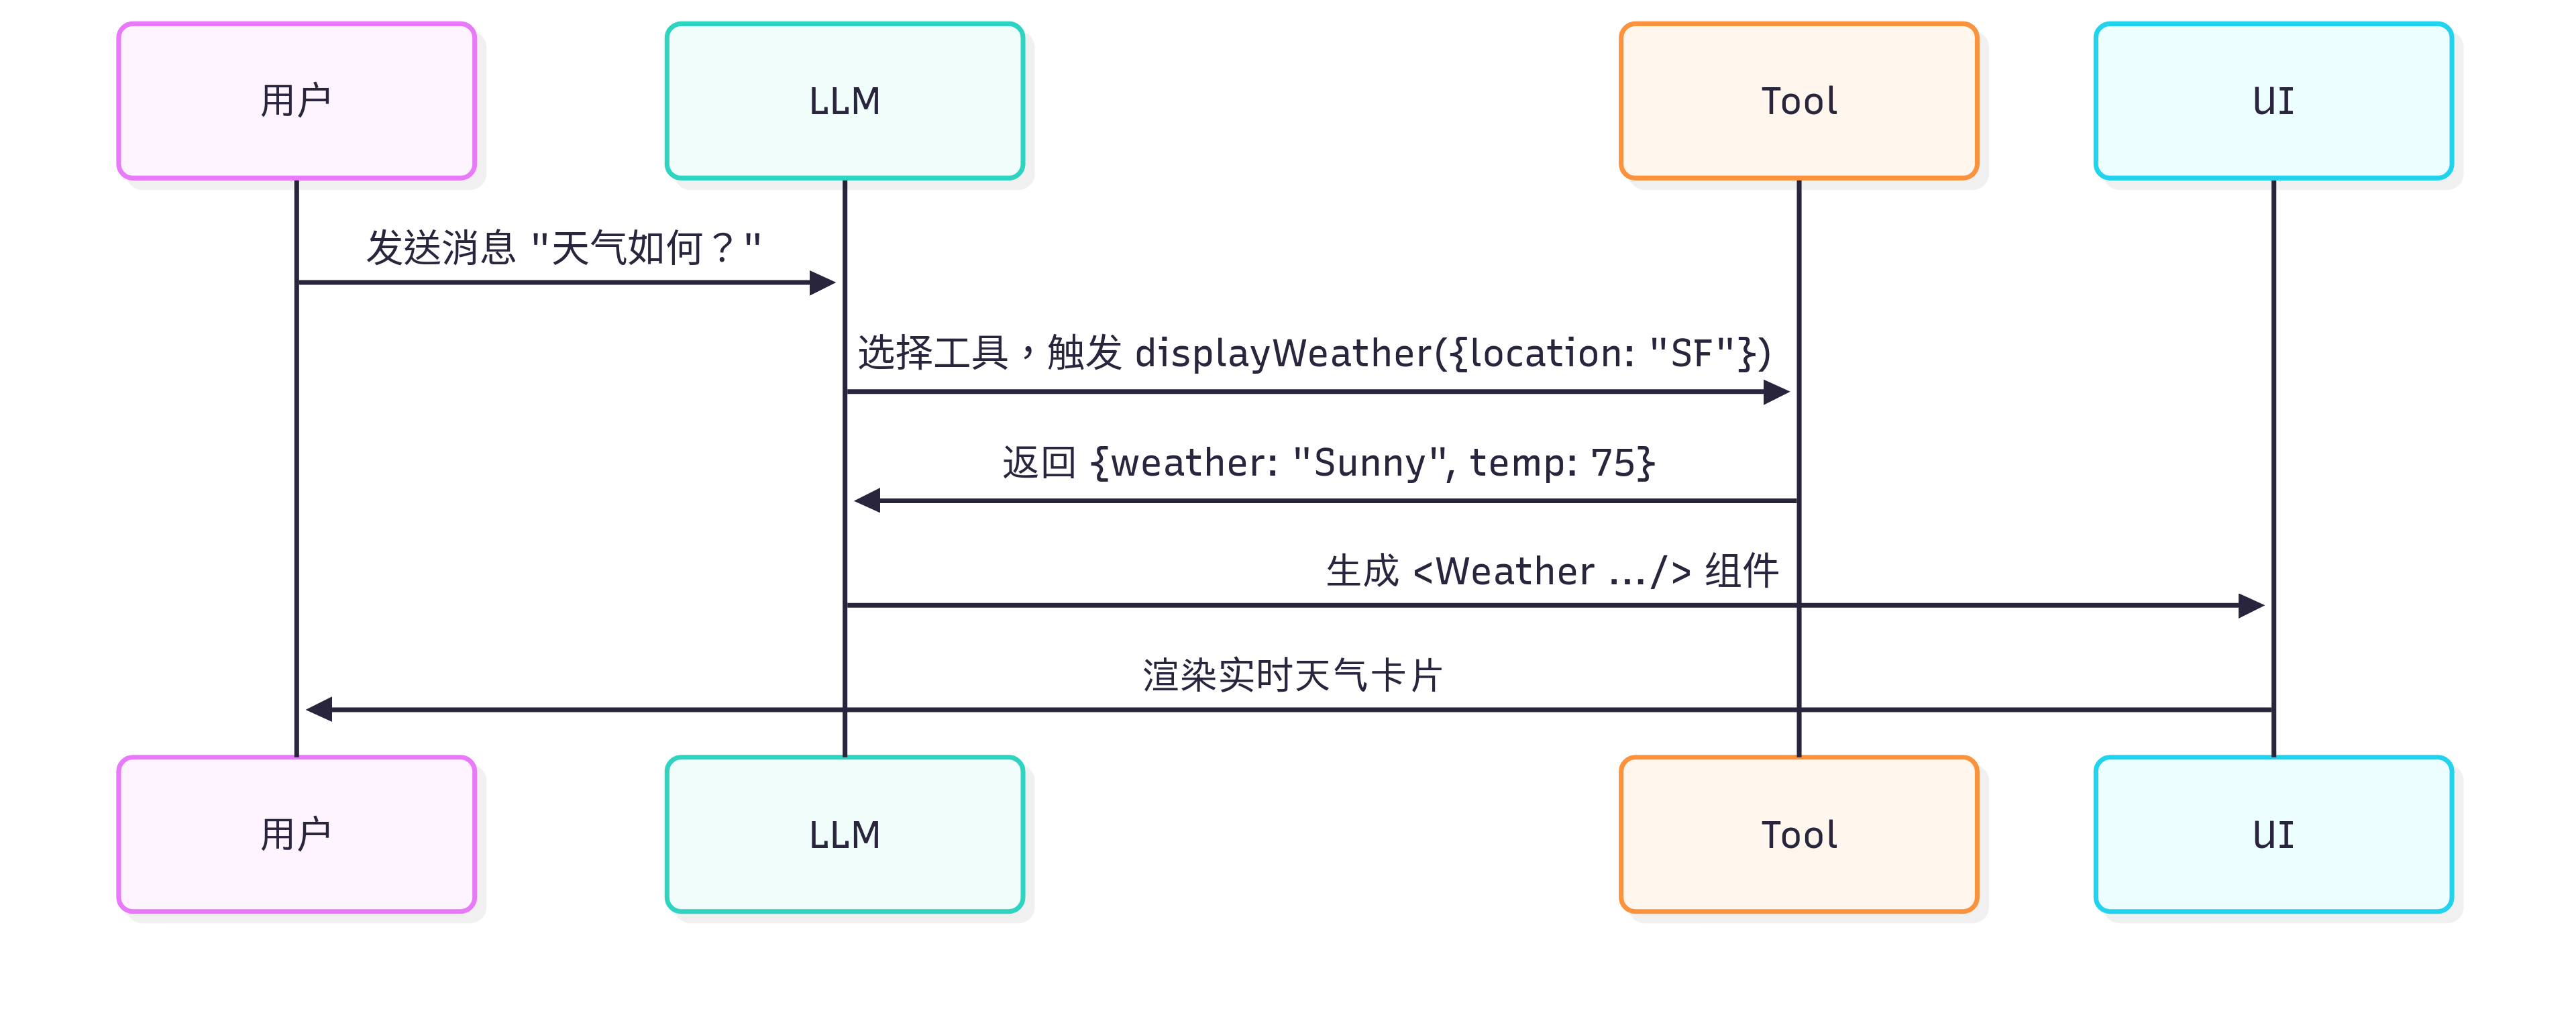 用户
LLM
Tool
UI
发送消息 "天气如何？"
选择工具，触发 displayWeather({location: "SF"})
返回 {weather: "Sunny", temp: 75}
生成 <Weather .../> 组件
渲染实时天气卡片
用户
LLM
Tool
UI